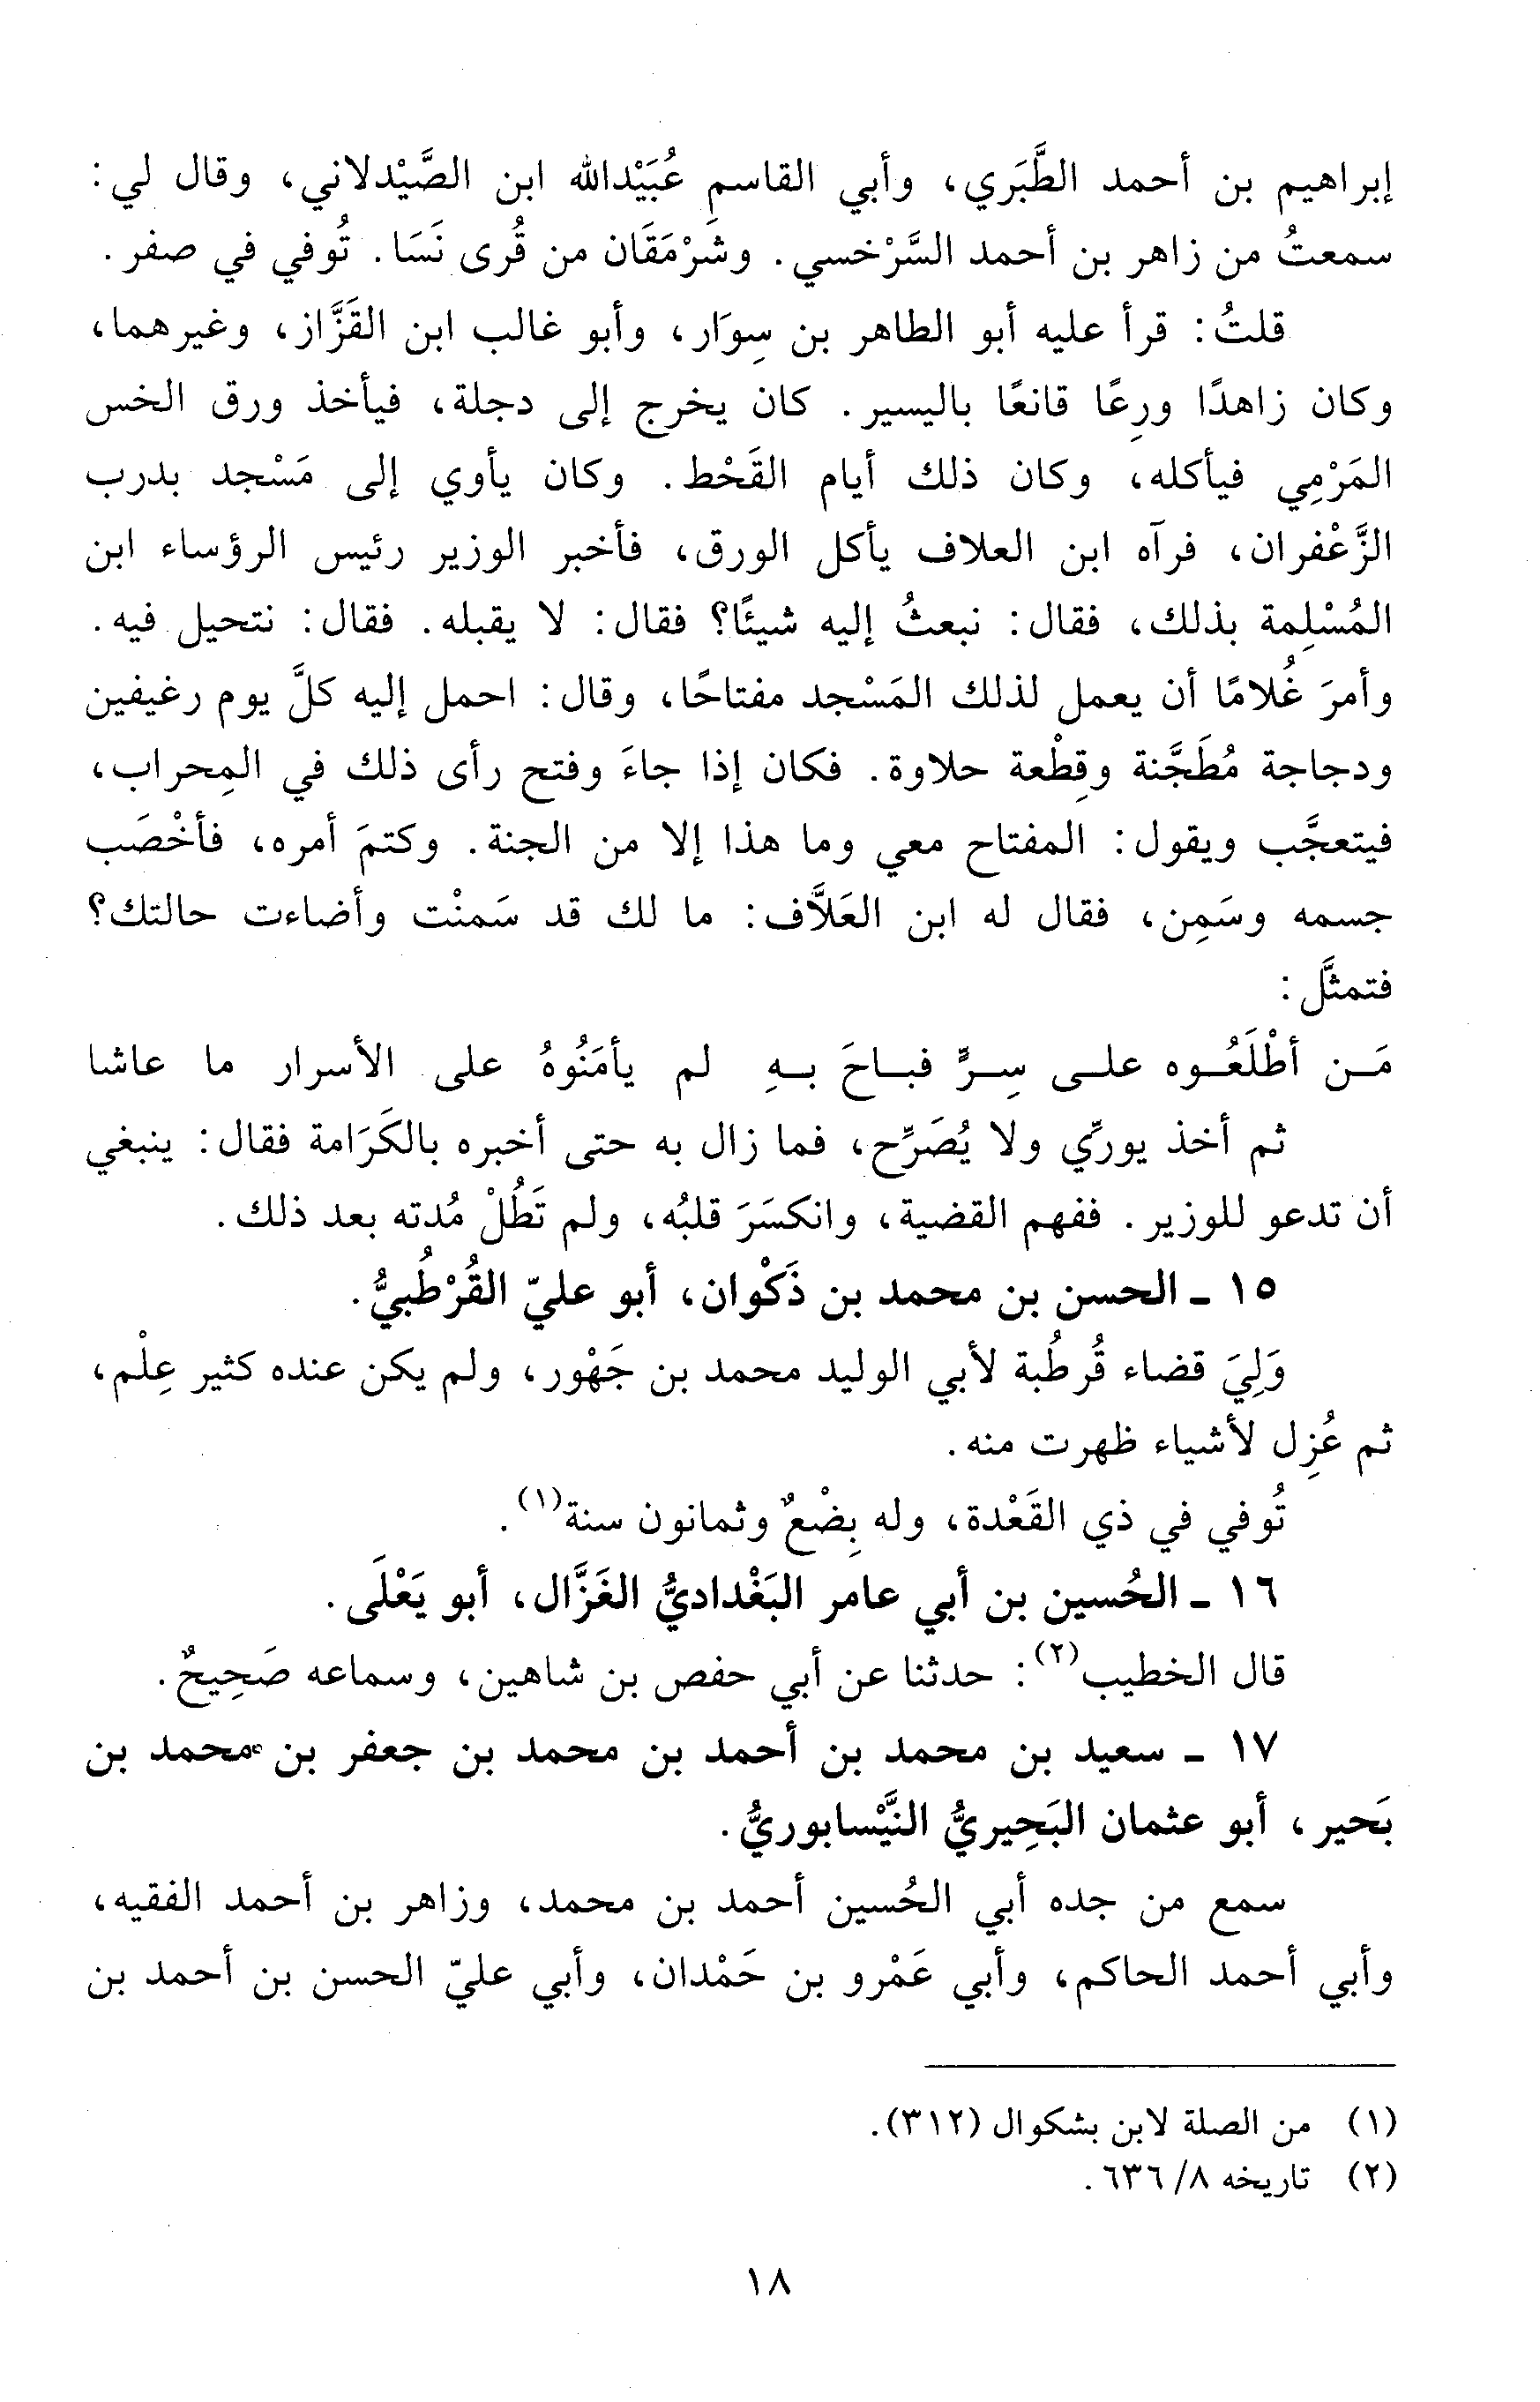 إبراهيم بن أحمد الطَّبَري، وأبي القاسم عُبَيْدالله ابن الصَّيْدلاني، وقال لي:
سمعتُ من زاهر بن أحمد السَّرْخسي. وشَرْمَقَان من قُرى نَسَا. تُوفي في صفر.
قلتُ: قرأ عليه أبو الطاهر بن سِوَار، وأبو غالب ابن القَزَّاز، وغيرهما،
وكان زاهدًا ورِعًا قانعًا باليسير. كان يخرج إلى دجلة، فيأخذ ورق الخس
المَرْمِي فيأكله، وكان ذلك أيام القَحْط. وكان يأوي إلى مَسْجد بدرب
الزَّعْفران، فرآه ابن العلاف يأكل الورق، فأخبر الوزير رئيس الرؤساء ابن
المُسْلِمة بذلك، فقال: نبعثُ إليه شيئًا؟ فقال: لا يقبله. فقال: نتحيل فيه.
وأمرَ غُلامًا أن يعمل لذلك المَسْجد مفتاحًا، وقال: احمل إليه كلَّ يوم رغيفين
ودجاجة مُطَجَّنة وقِطْعة حلاوة. فكان إذا جاءَ وفتح رأى ذلك في المِحراب،
فيتعجَّب ويقول: المفتاح معي وما هذا إلا من الجنة. وكتمَ أمره، فأخْصَب
جسمه وسَمِن، فقال له ابن العَلاَّف: ما لك قد سَمنْت وأضاءت حالتك؟
فتمثَّل:
مَـن أطْلَعُـوه علـى سِـرٍّ فبـاحَ بـهِ لم يأمَنُوهُ على الأسرار ما عاشا
ثم أخذ يورِّي ولا يُصَرِّح، فما زال به حتى أخبره بالكَرَامة فقال: ينبغي
أن تدعو للوزير. ففهم القضية، وانكسَرَ قلبُه، ولم تَطُلْ مُدته بعد ذلك.
١٥ - الحسن بن محمد بن ذَكْوان، أبو عليّ القُرْطُبيُّ.
وَلِيَ قضاء قُرطُبة لأبي الوليد محمد بن جَهْور، ولم يكن عنده كثير عِلْم،
ثم عُزِل لأشياء ظهرت منه.
تُوفي في ذي القَعْدة، وله بِضْعٌ وثمانون سنة(١).
١٦ - الحُسين بن أبي عامر البَغْداديُّ الغَزَّال، أبو يَعْلَى.
قال الخطيب(٢): حدثنا عن أبي حفص بن شاهين، وسماعه صَحِيحٌ.
١٧ - سعيد بن محمد بن أحمد بن محمد بن جعفر بن محمد بن
بَحير، أبو عثمان البَحِيريُّ النَّيْسابوريُّ.
سمع من جده أبي الحُسين أحمد بن محمد، وزاهر بن أحمد الفقيه،
وأبي أحمد الحاكم، وأبي عَمْرو بن حَمْدان، وأبي عليّ الحسن بن أحمد بن
(١) من الصلة لابن بشكوال (٣١٢).
(٢) تاريخه ٨/ ٦٣٦.
١٨